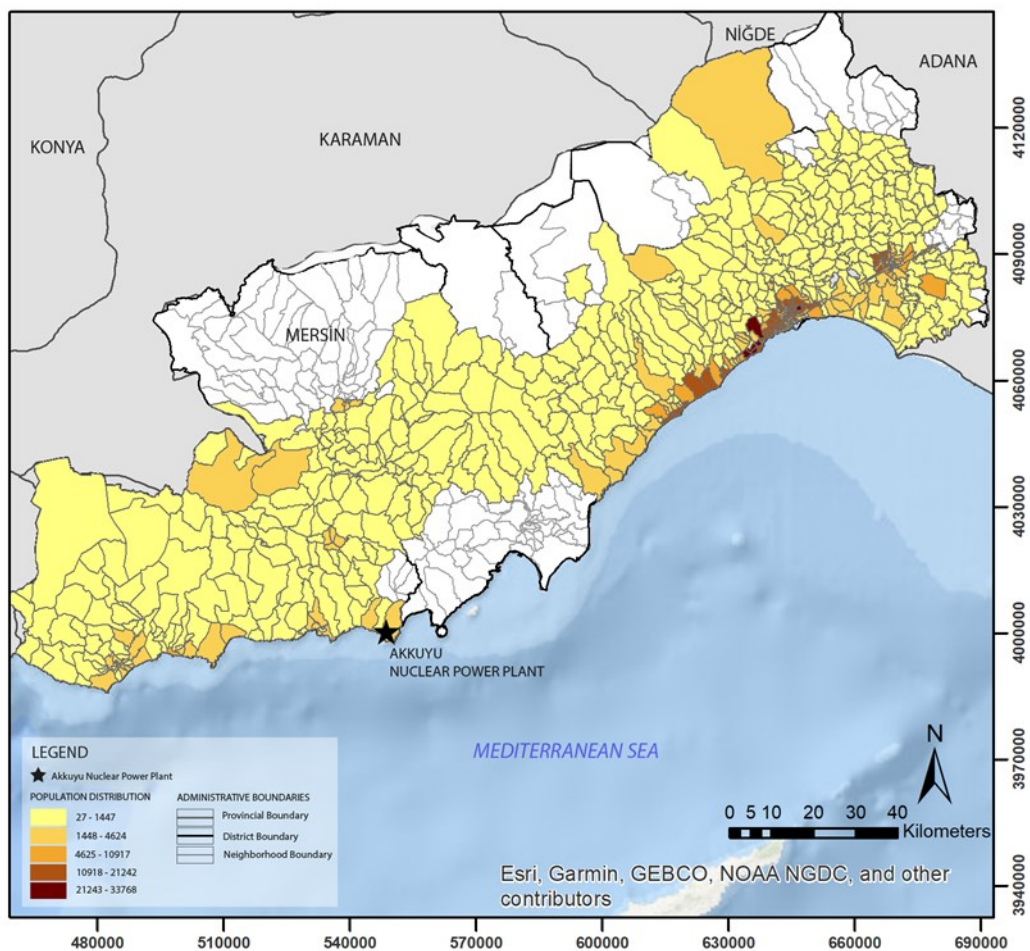 NİĞDE
ADANA
KONYA
KARAMAN
MERSİN
AKKUYU
NUCLEAR POWER PLANT
MEDITERRANEAN SEA
LEGEND
Akkuyu Nuclear Power Plant
POPULATION DISTRIBUTION
27 - 1447
1448 - 4624
4625 - 10917
10918 - 21242
21243 - 33768
ADMINISTRATIVE BOUNDARIES
Provincial Boundary
District Boundary
Neighborhood Boundary
N
0 5 10 20 30 40
Kilometers
Esri, Garmin, GEBCO, NOAA NGDC, and other
contributors
4120000
4090000
4060000
4030000
4000000
3970000
3940000
480000 510000 540000 570000 600000 630000 660000 690000